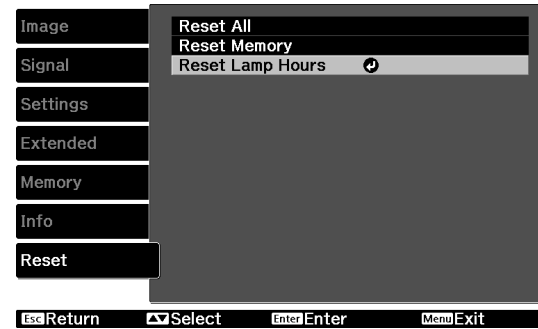 Image
Signal
Settings
Extended
Memory
Info
Reset
Reset All
Reset Memory
Reset Lamp Hours
Esc Return Select Enter Enter Menu Exit